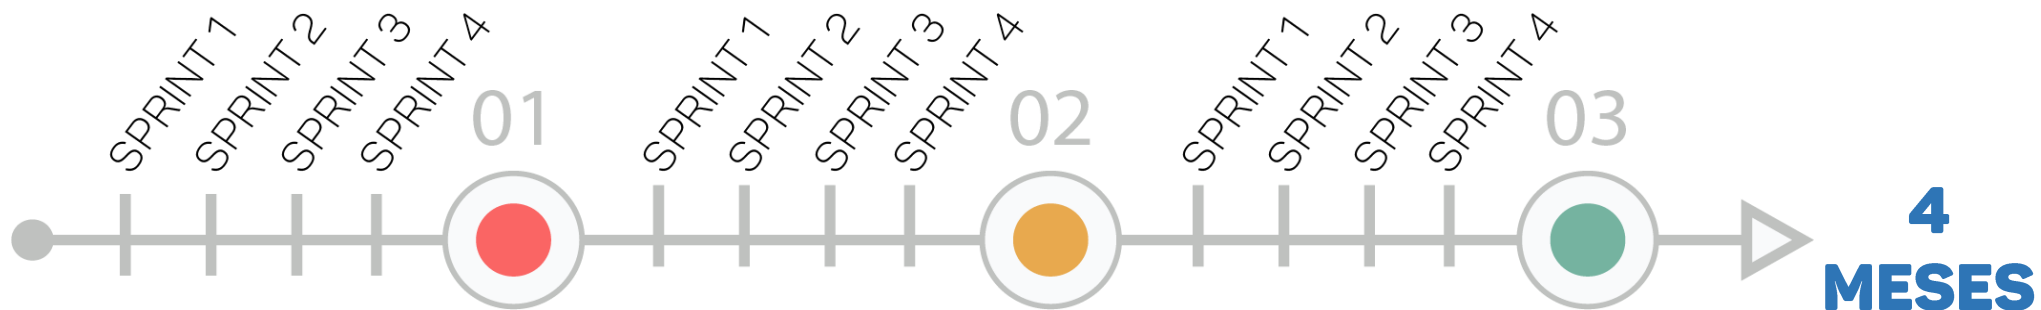 SPRINT 1
SPRINT 2
SPRINT 3
SPRINT 4
01
SPRINT 1
SPRINT 2
SPRINT 3
SPRINT 4
02
SPRINT 1
SPRINT 2
SPRINT 3
SPRINT 4
03
4
MESES